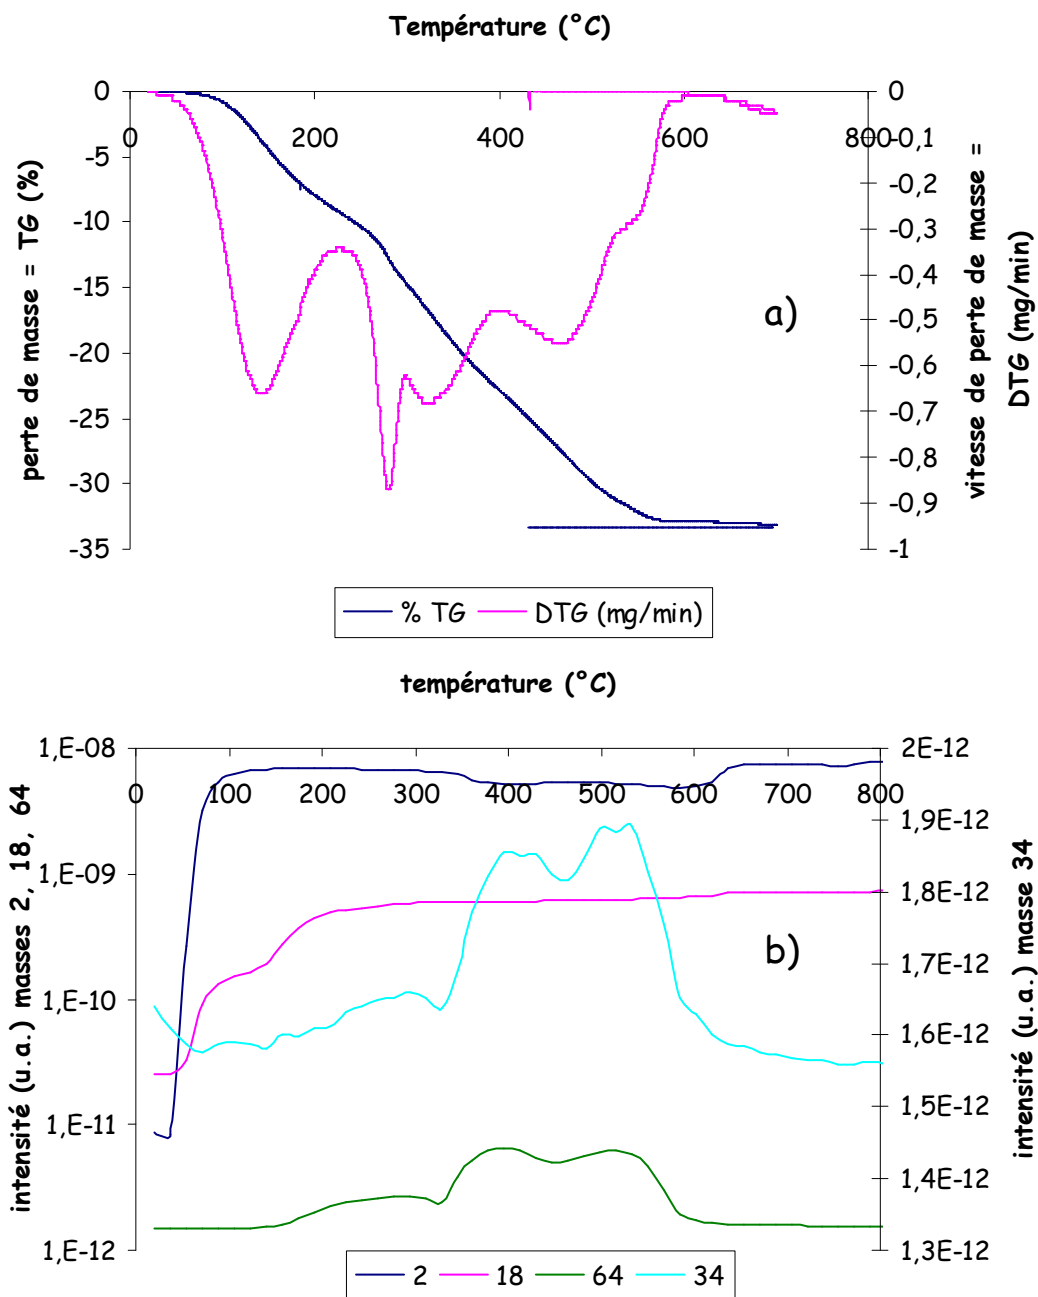 Température (°C)
0
-5
-10
-15
-20
-25
-30
-35
perte de masse = TG (%)
0
200
400
600
800
0
-0,1
-0,2
-0,3
-0,4
-0,5
-0,6
-0,7
-0,8
-0,9
-1
vitesse de perte de masse =
DTG (mg/min)
a)
% TG
DTG (mg/min)
température (°C)
1,E-08
1,E-09
1,E-10
1,E-11
1,E-12
intensité (u.a.) masses 2, 18, 64
0
100
200
300
400
500
600
700
800
2E-12
1,9E-12
1,8E-12
1,7E-12
1,6E-12
1,5E-12
1,4E-12
1,3E-12
intensité (u.a.) masse 34
b)
2
18
64
34